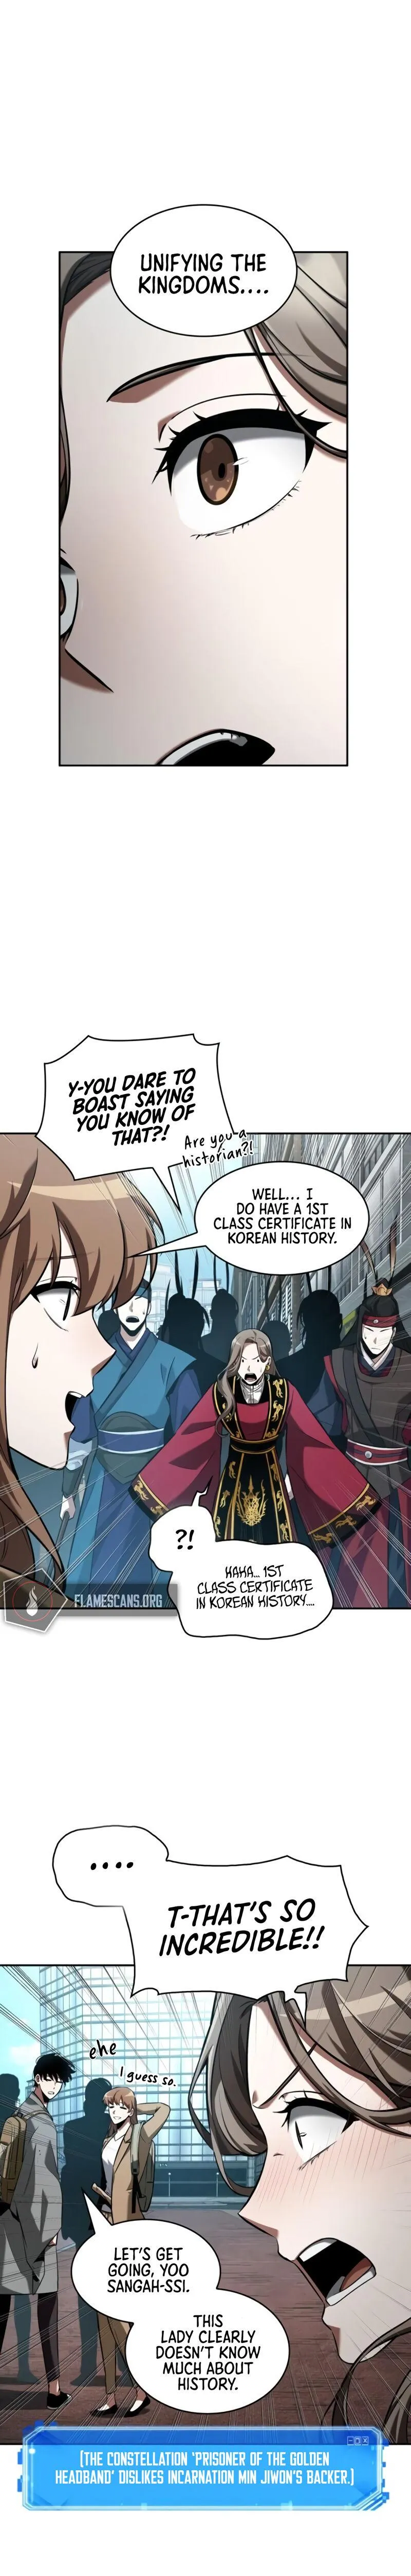 UNIFYING THE
KINGDOMS....
Y-YOU DARE TO
BOAST SAYING
YOU KNOW OF
THAT?!
Are you a
historian?!
WELL... I
DO HAVE A 1ST
CLASS CERTIFICATE IN
KOREAN HISTORY.
?!
HAHA... 1ST
CLASS CERTIFICATE
IN KOREAN HISTORY....
FLAMESCANS.ORG
....
T-THAT'S SO
INCREDIBLE!!
ehe
I guess so.
LET'S GET
GOING, YOO
SANGAH-SSI.
THIS
LADY CLEARLY
DOESN'T KNOW
MUCH ABOUT
HISTORY.
[THE CONSTELLATION 'PRISONER OF THE GOLDEN
HEADBAND' DISLIKES INCARNATION MIN JIWON'S BACKER.]